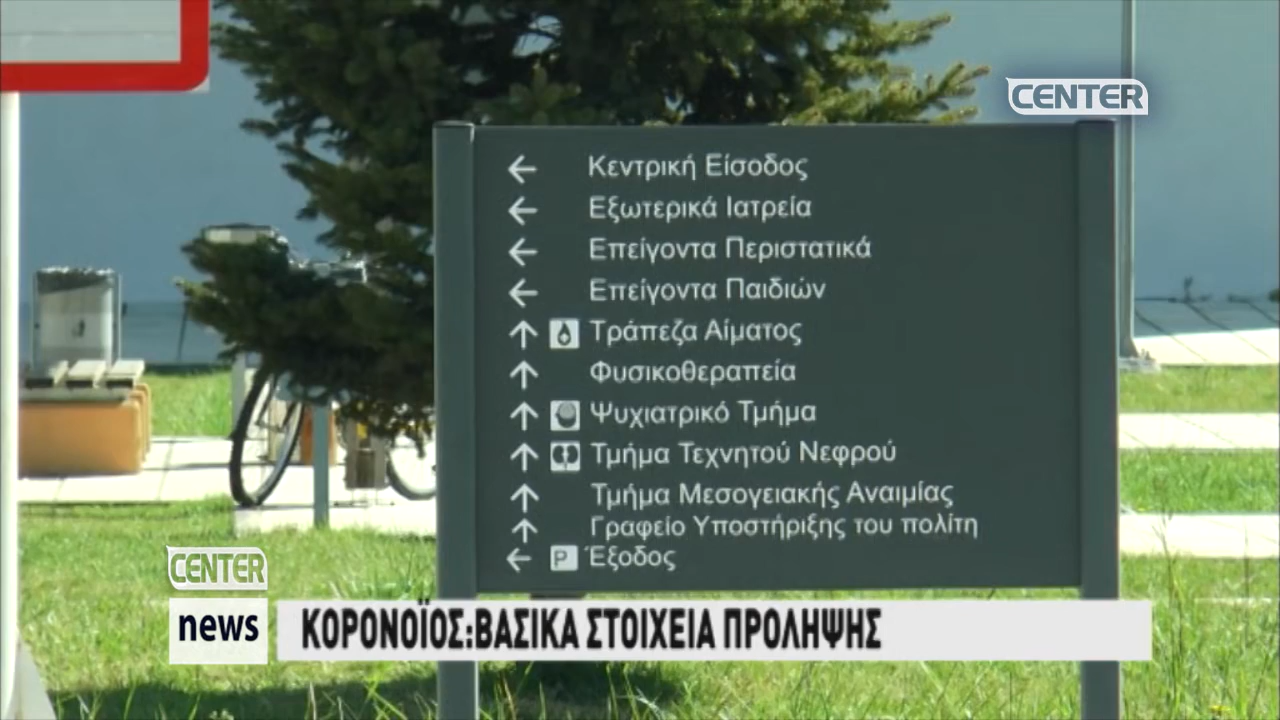 CENTER
← Κεντρική Είσοδος
← Εξωτερικά Ιατρεία
← Επείγοντα Περιστατικά
← Επείγοντα Παιδιών
↑ Τράπεζα Αίματος
↑ Φυσικοθεραπεία
↑ Ψυχιατρικό Τμήμα
↑ Τμήμα Τεχνητού Νεφρού
↑ Τμήμα Μεσογειακής Αναιμίας
↑ Γραφείο Υποστήριξης του πολίτη
← P Έξοδος
CENTER
news
ΚΟΡΟΝΟΪΟΣ:ΒΑΣΙΚΑ ΣΤΟΙΧΕΙΑ ΠΡΟΛΗΨΗΣ